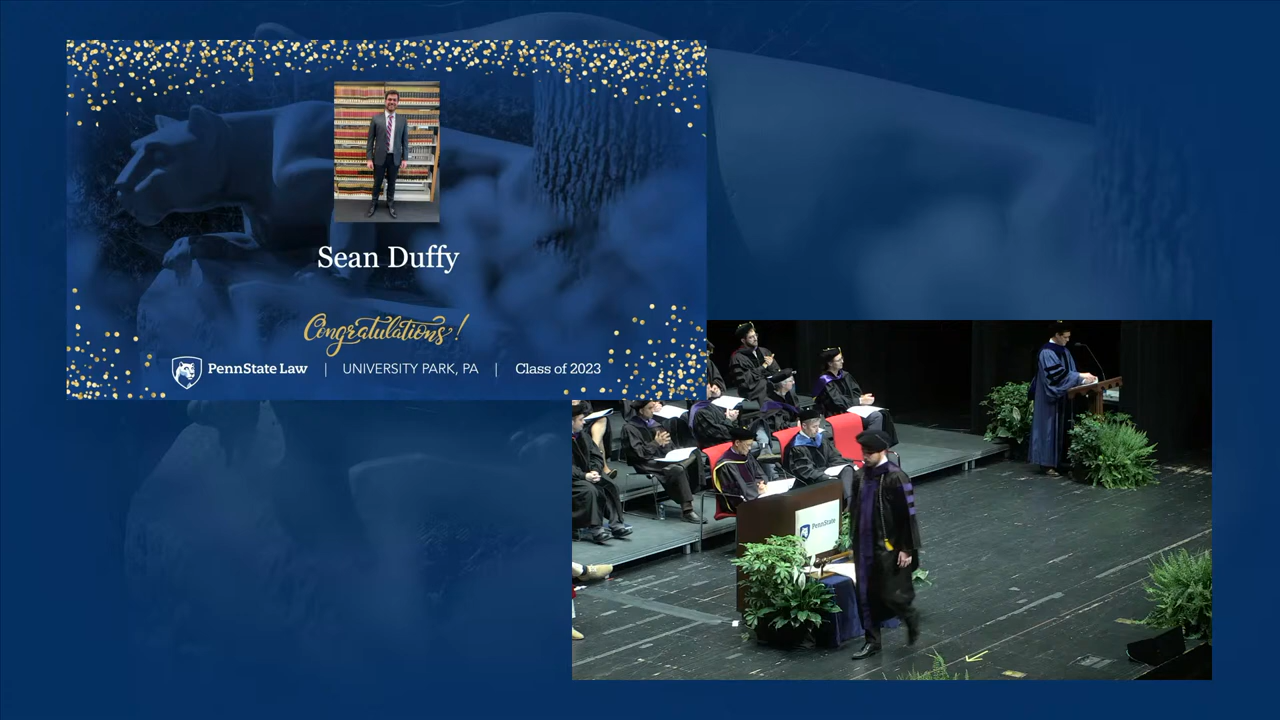 Sean Duffy
Congratulations!
PennState Law | UNIVERSITY PARK, PA | Class of 2023
PennState